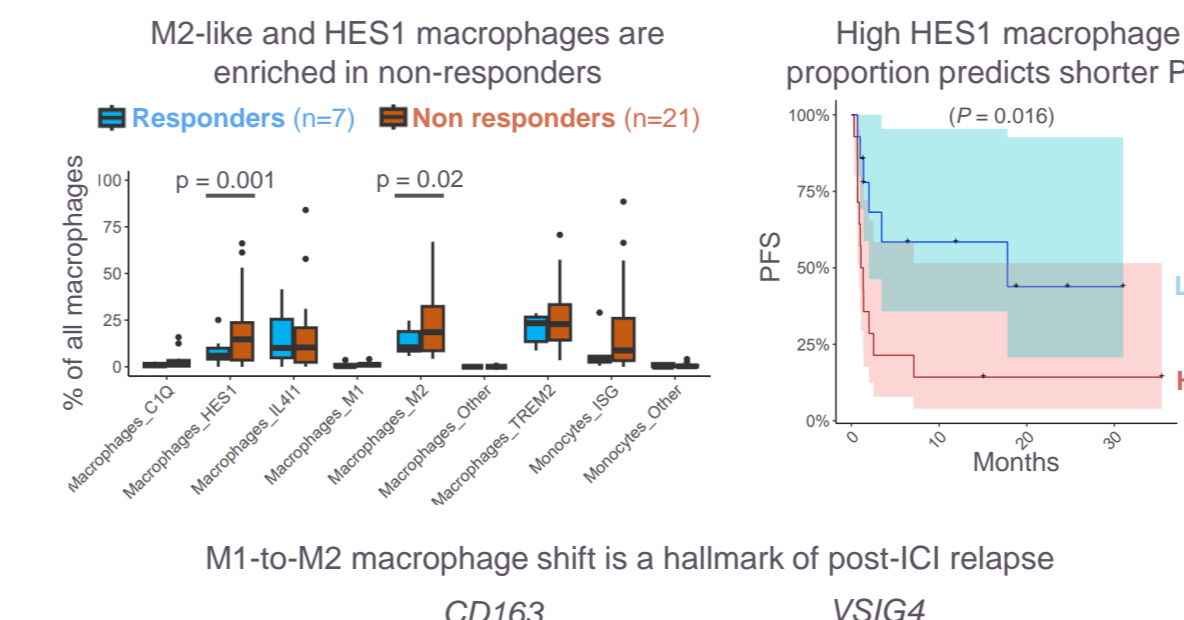 M2-like and HES1 macrophages are
enriched in non-responders
Responders (n=7) Non responders (n=21)
% of all macrophages
100
75
50
25
0
p = 0.001
p = 0.02
Macrophages_C1Q
Macrophages_HES1
Macrophages_IL4I1
Macrophages_M1
Macrophages_M2
Macrophages_Other
Macrophages_TREM2
Monocytes_ISG
Monocytes_Other
High HES1 macrophage
proportion predicts shorter P
(P = 0.016)
PFS
100%
75%
50%
25%
0%
0
10
20
30
Months
L
H
M1-to-M2 macrophage shift is a hallmark of post-ICI relapse
CD163
VSIG4